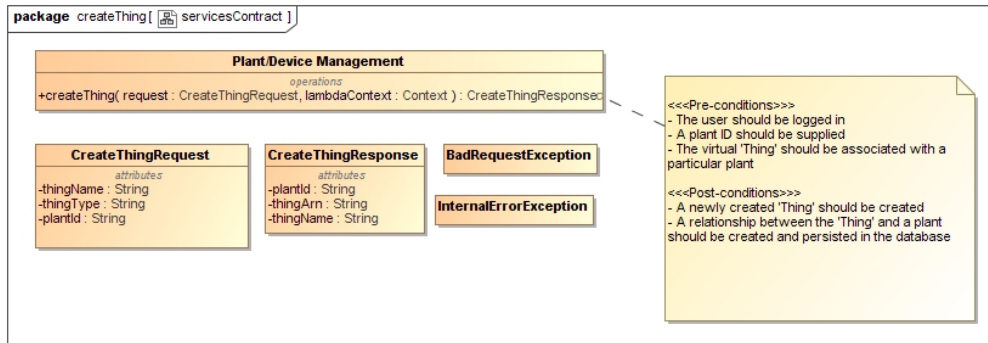 package createThing [ servicesContract ]
Plant/Device Management
operations
+createThing( request : CreateThingRequest, lambdaContext : Context ) : CreateThingResponse
CreateThingRequest
attributes
-thingName : String
-thingType : String
-plantId : String
CreateThingResponse
attributes
-plantId : String
-thingArn : String
-thingName : String
BadRequestException
InternalErrorException
<<<Pre-conditions>>>
- The user should be logged in
- A plant ID should be supplied
- The virtual 'Thing' should be associated with a
particular plant
<<<Post-conditions>>>
- A newly created 'Thing' should be created
- A relationship between the 'Thing' and a plant
should be created and persisted in the database